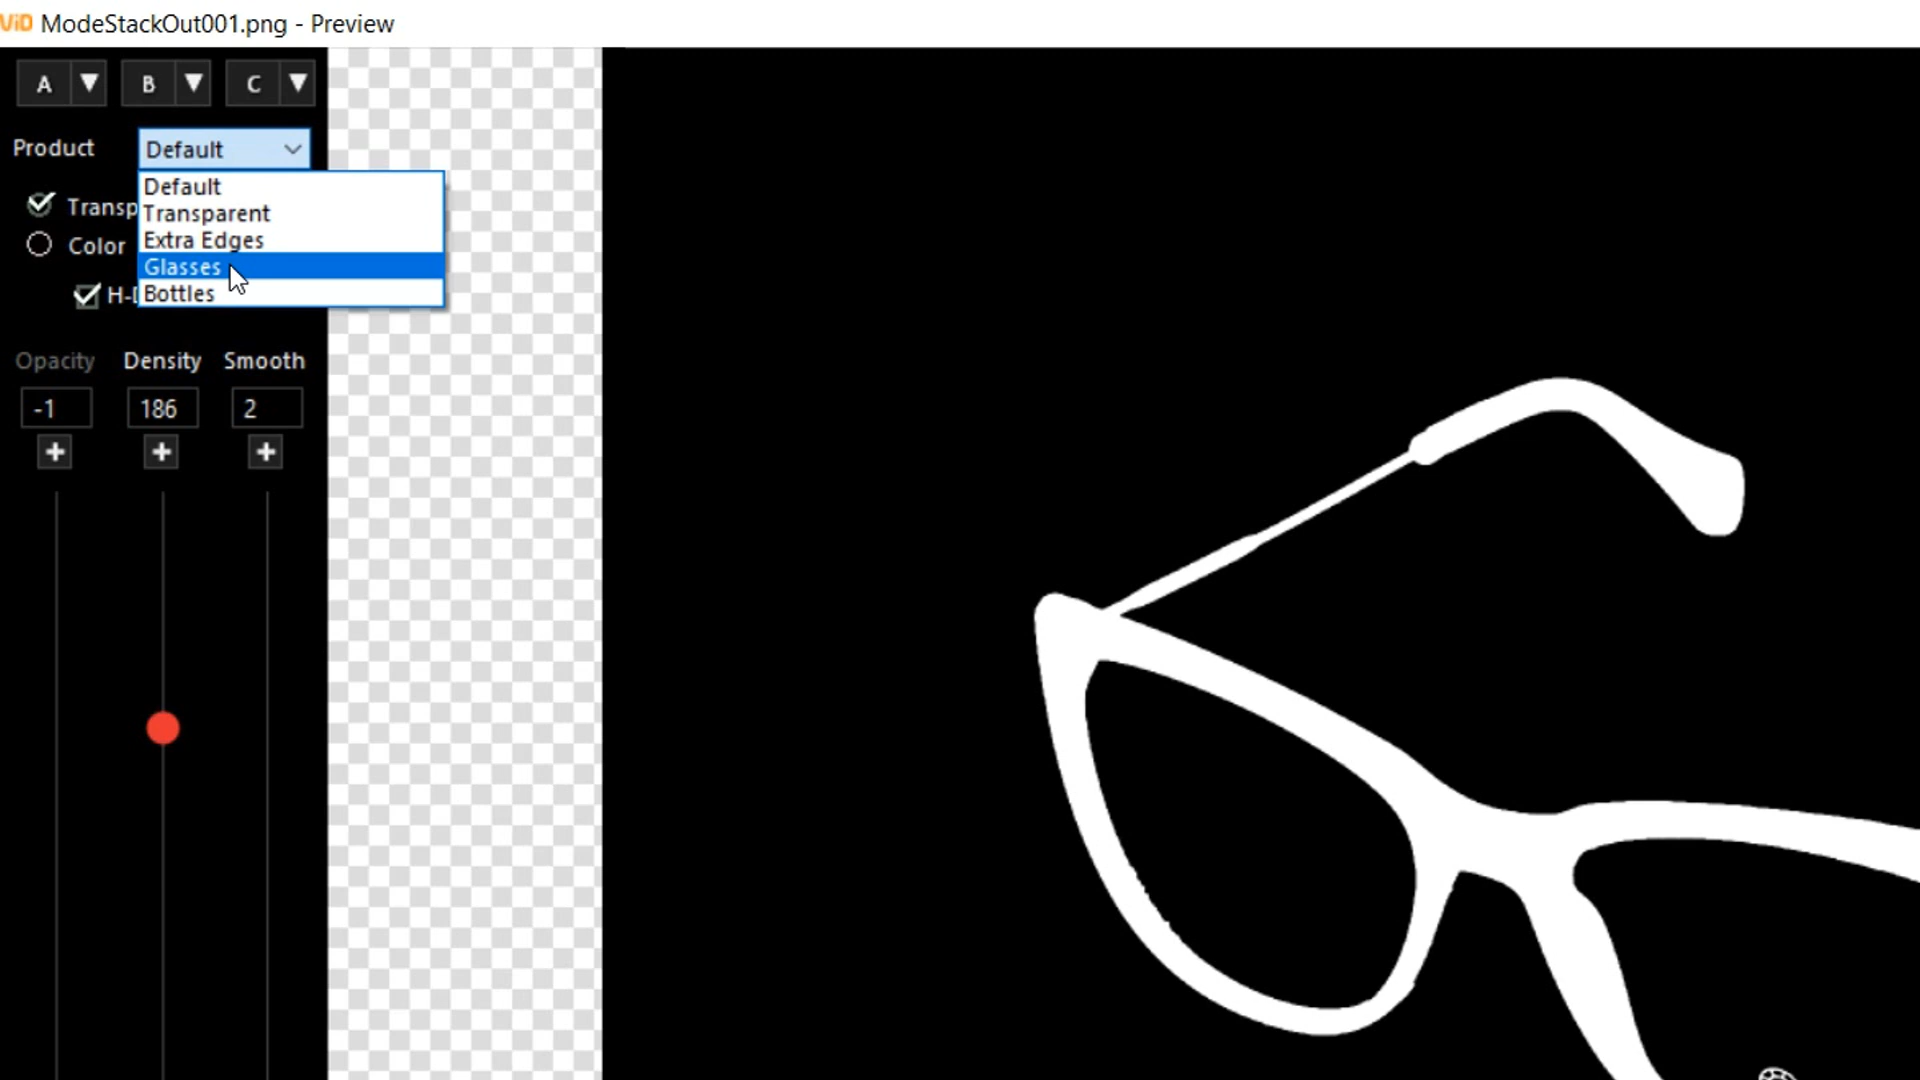 ViD ModeStackOut001.png - Preview
A B C
Product Default
Default
Transp Transparent
Color Extra Edges
Glasses
H- Bottles
Opacity Density Smooth
-1 186 2